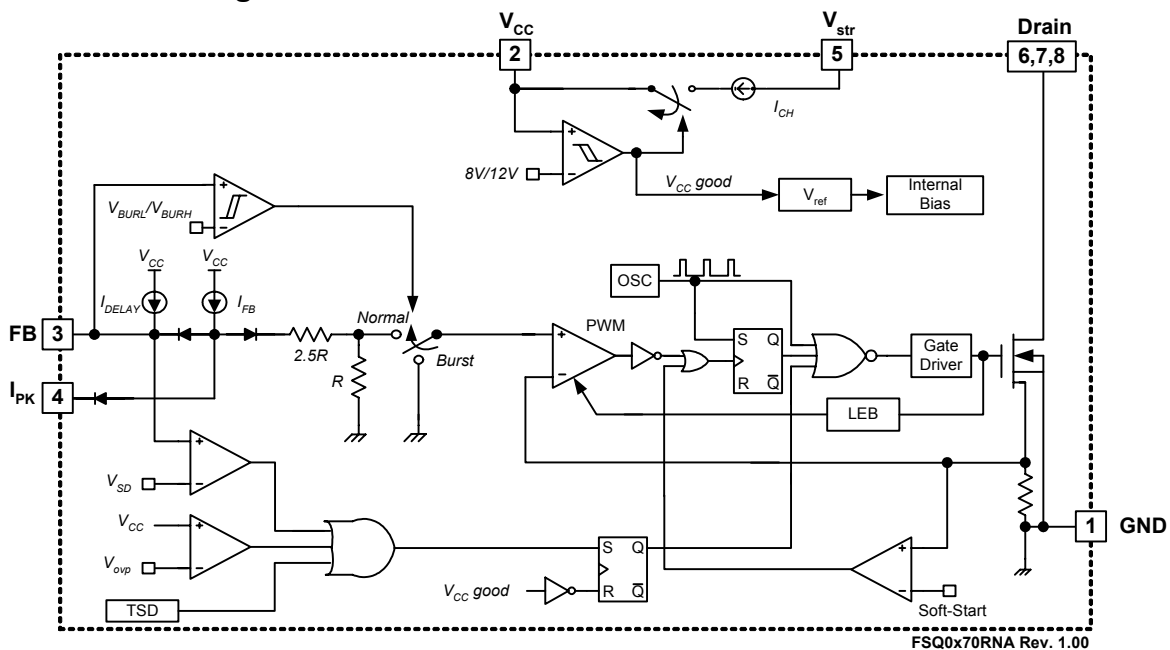 V_CC
V_str
Drain
2
5
6,7,8
I_CH
+
-
8V/12V
V_CC good
V_ref
Internal
Bias
+
V_BURL/V_BURH
-
V_CC
V_CC
OSC
I_DELAY
I_FB
FB 3
Normal
PWM
2.5R
R
Burst
+
-
S Q
R Q̅
Gate
Driver
I_PK
4
LEB
+
V_SD
-
V_CC
+
V_ovp
-
TSD
S Q
R Q̅
V_CC good
+
-
Soft-Start
1 GND
FSQ0x70RNA Rev. 1.00